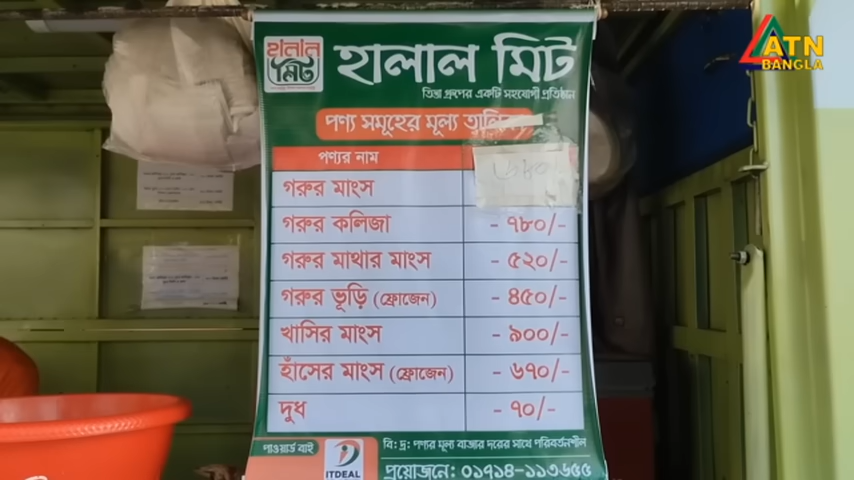 ATN
BANGLA
হালাল
মিট
হালাল মিট
তিস্তা গ্রুপের একটি সহযোগী প্রতিষ্ঠান
পণ্য সমূহের মূল্য তালিকা
পণ্যর নাম
গরুর মাংস ৬৮০/-
গরুর কলিজা - ৭৮০/-
গরুর মাথার মাংস - ৫২০/-
গরুর ভূড়ি (ফ্রোজেন) - ৪৫০/-
খাসির মাংস - ৯০০/-
হাঁসের মাংস (ফ্রোজেন) - ৬৭০/-
দুধ - ৭০/-
পাওয়ার্ড বাই
ITDEAL
বি: দ্র: পণ্যর মূল্য বাজার দরের সাথে পরিবর্তনশীল
প্রয়োজনে: ০১৭১৪-১১৩৬৫৫